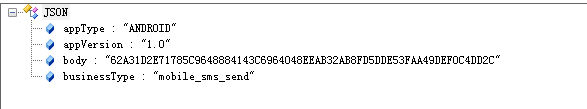 JSON
appType : "ANDROID"
appVersion : "1.0"
body : "62A31D2E71785C9648884143C6964048EEAB32AB8FD5DDE53FAA49DEF0C4DD2C"
businessType : "mobile_sms_send"